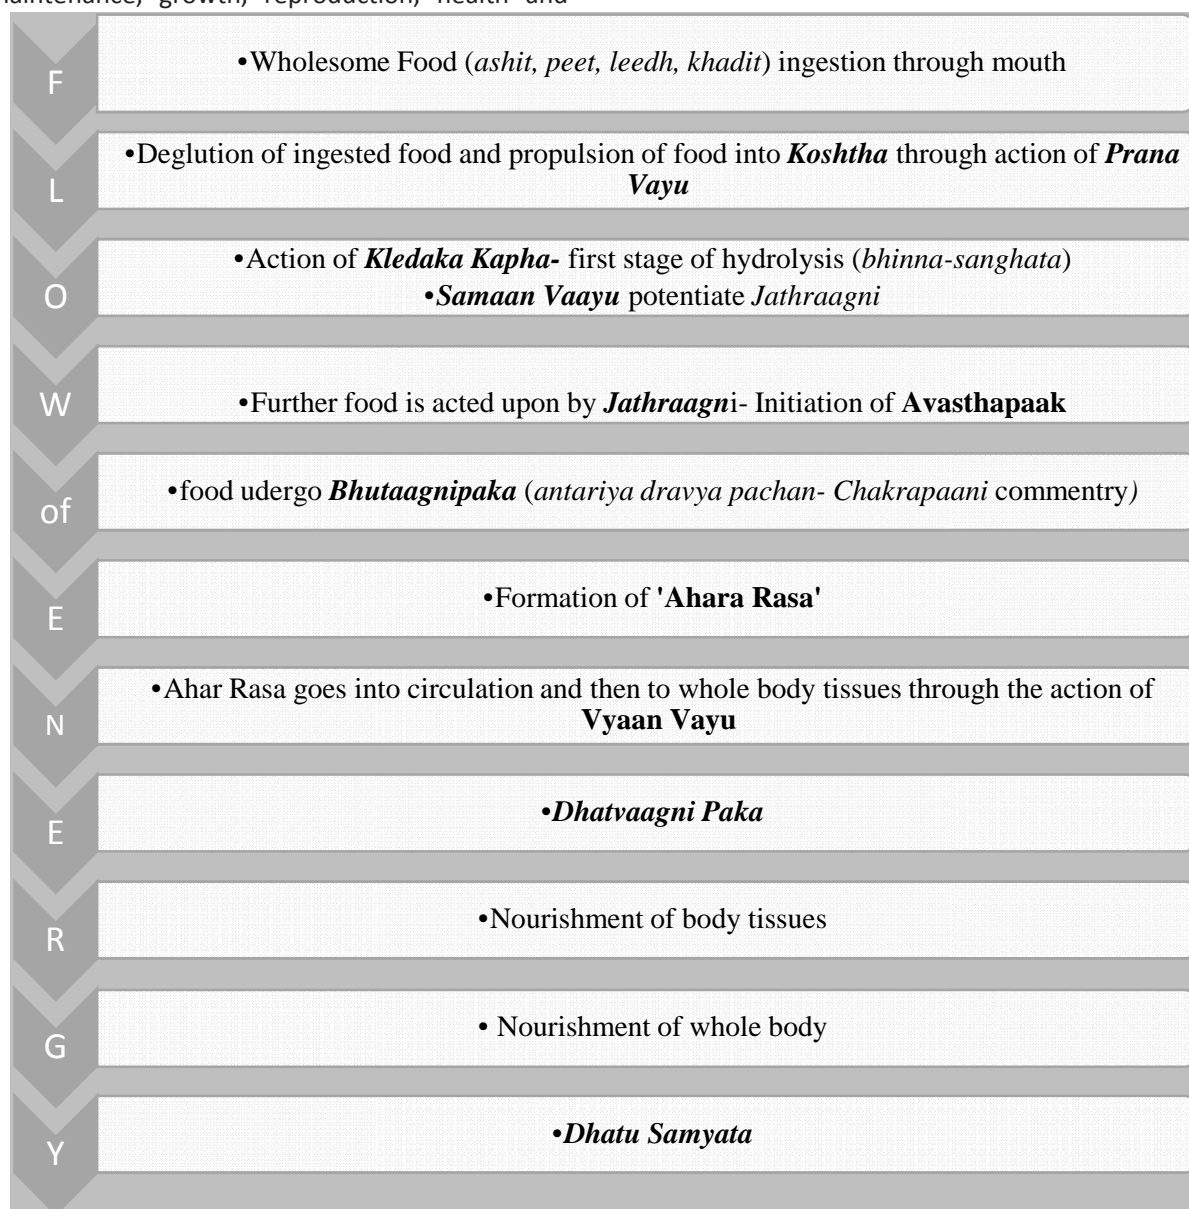 maintenance, growth, reproduction, health and
F
•Wholesome Food (ashit, peet, leedh, khadit) ingestion through mouth
L
•Deglution of ingested food and propulsion of food into Koshtha through action of Prana
Vayu
O
•Action of Kledaka Kapha- first stage of hydrolysis (bhinna-sanghata)
•Samaan Vaayu potentiate Jathraagni
W
•Further food is acted upon by Jathraagni- Initiation of Avasthapaak
of
•food udergo Bhutaagnipaka (antariya dravya pachan- Chakrapaani commentry)
E
•Formation of 'Ahara Rasa'
N
•Ahar Rasa goes into circulation and then to whole body tissues through the action of
Vyaan Vayu
E
•Dhatvaagni Paka
R
•Nourishment of body tissues
G
• Nourishment of whole body
Y
•Dhatu Samyata